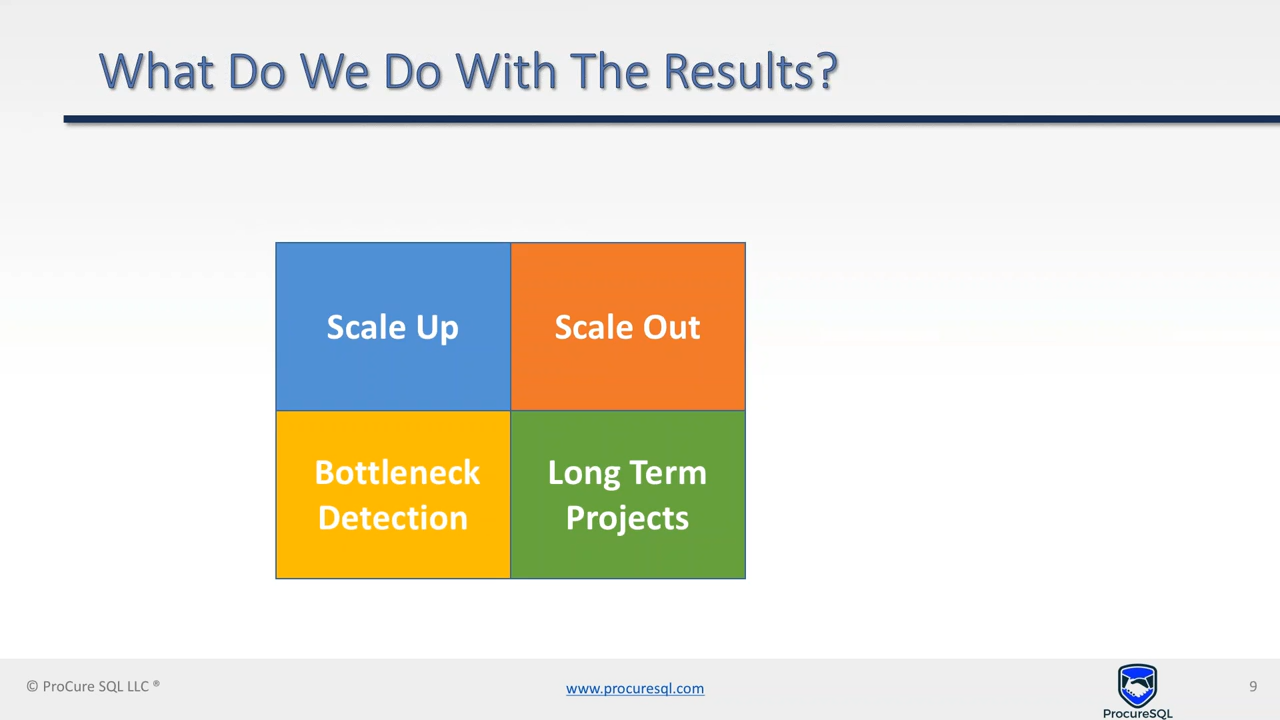 What Do We Do With The Results?
Scale Up
Scale Out
Bottleneck
Detection
Long Term
Projects
© ProCure SQL LLC ®
www.procuresql.com
ProcureSQL
9